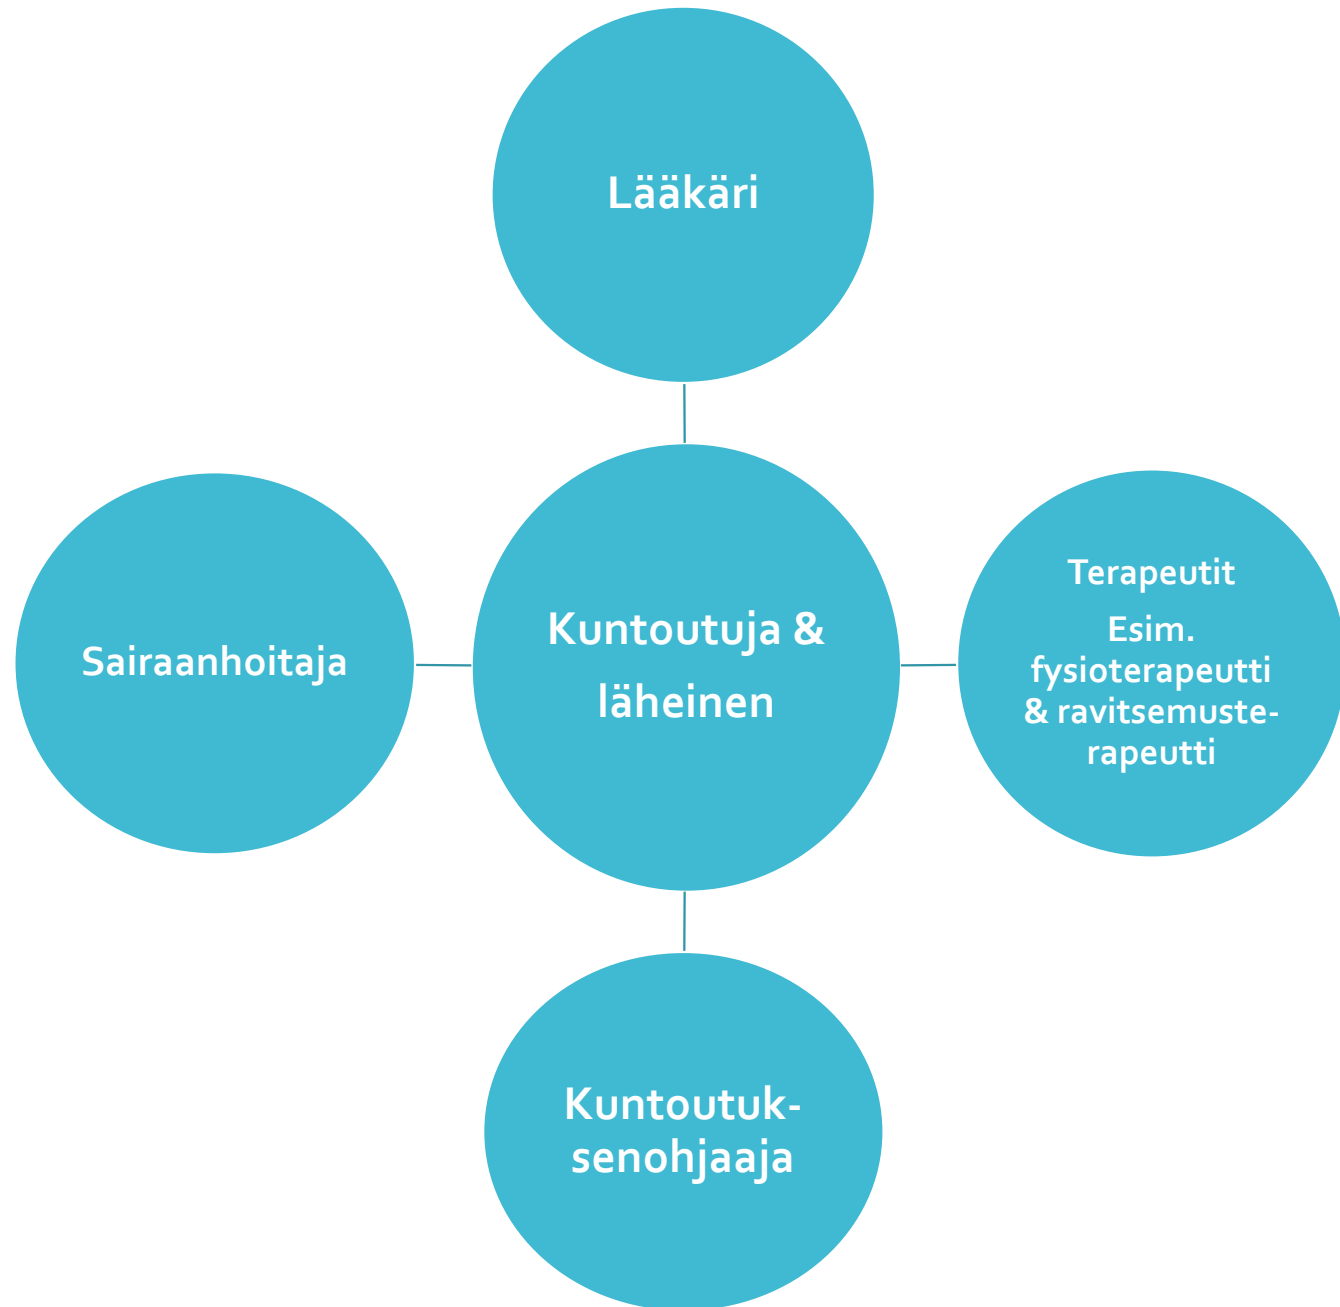 Lääkäri
Sairaanhoitaja
Kuntoutuja &
läheinen
Terapeutit
Esim.
fysioterapeutti
& ravitsemuste-
rapeutti
Kuntoutuk-
senohjaaja